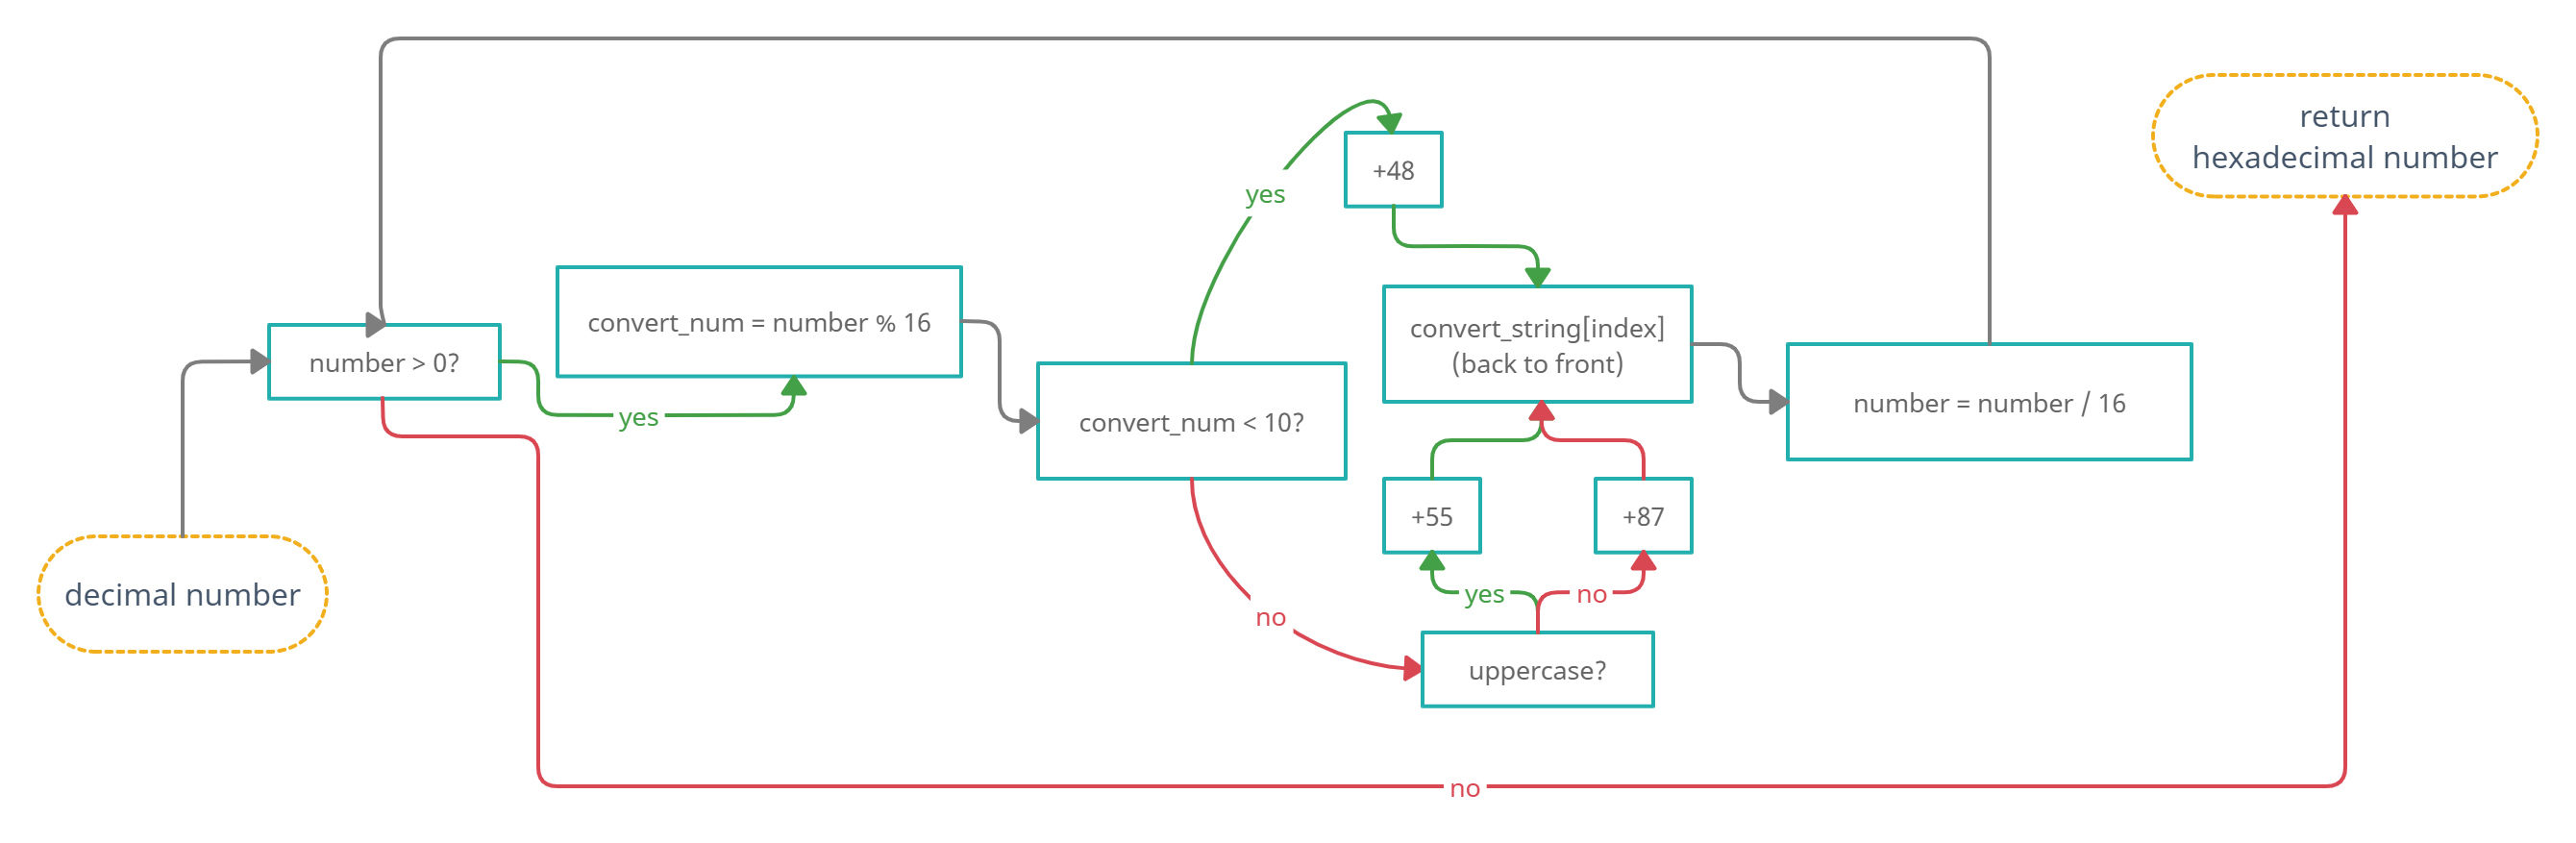 decimal number
number > 0?
yes
convert_num = number % 16
convert_num < 10?
yes
+48
convert_string[index]
(back to front)
+55
+87
yes
no
no
uppercase?
number = number / 16
no
return
hexadecimal number